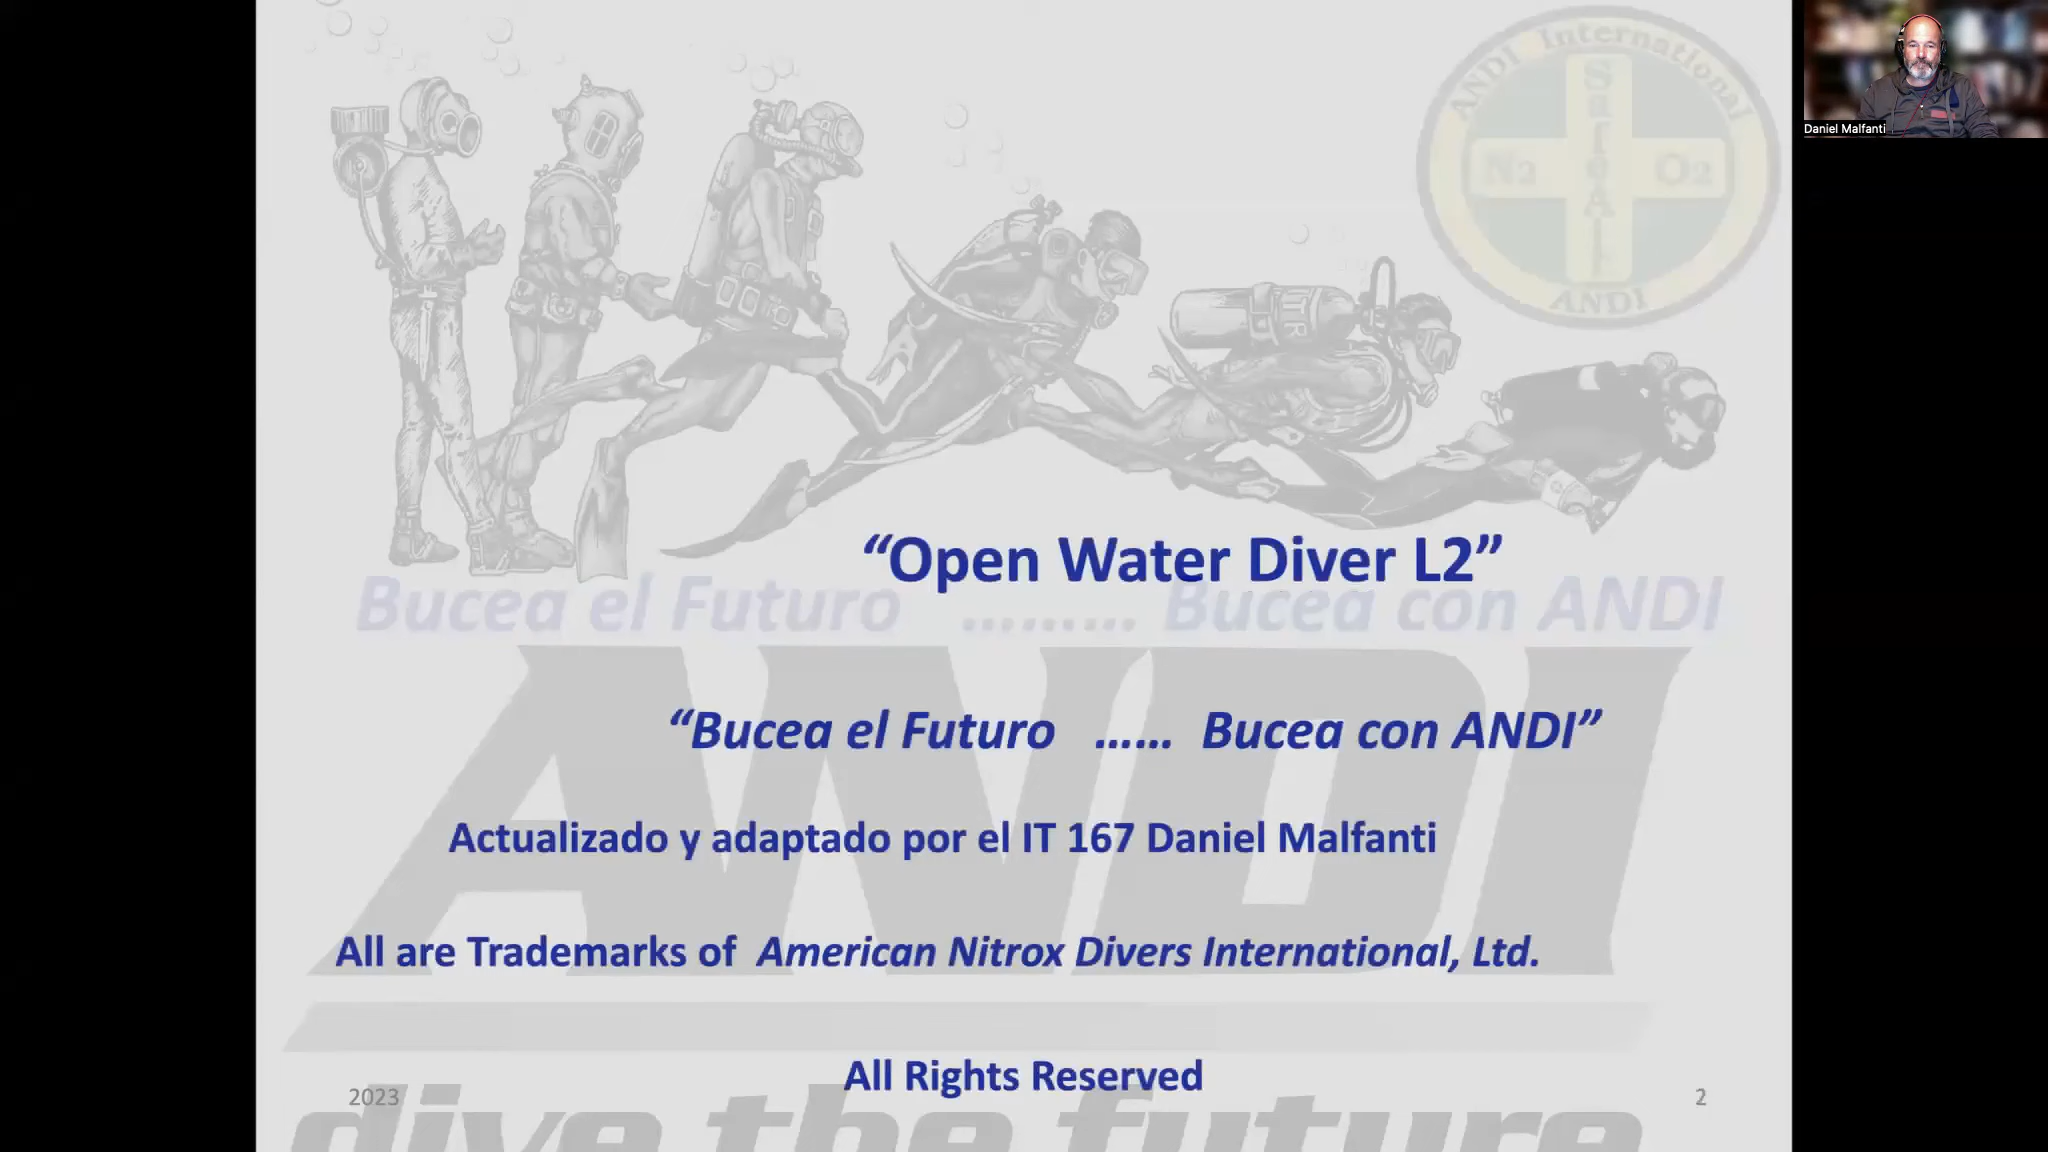 ANDI International
SafeAir
N2
O2
ANDI
Daniel Malfanti
“Open Water Diver L2”
Bucea el Futuro ......... Bucea con ANDI
ANDI
“Bucea el Futuro ...... Bucea con ANDI”
Actualizado y adaptado por el IT 167 Daniel Malfanti
All are Trademarks of American Nitrox Divers International, Ltd.
All Rights Reserved
2023
2
dive the future